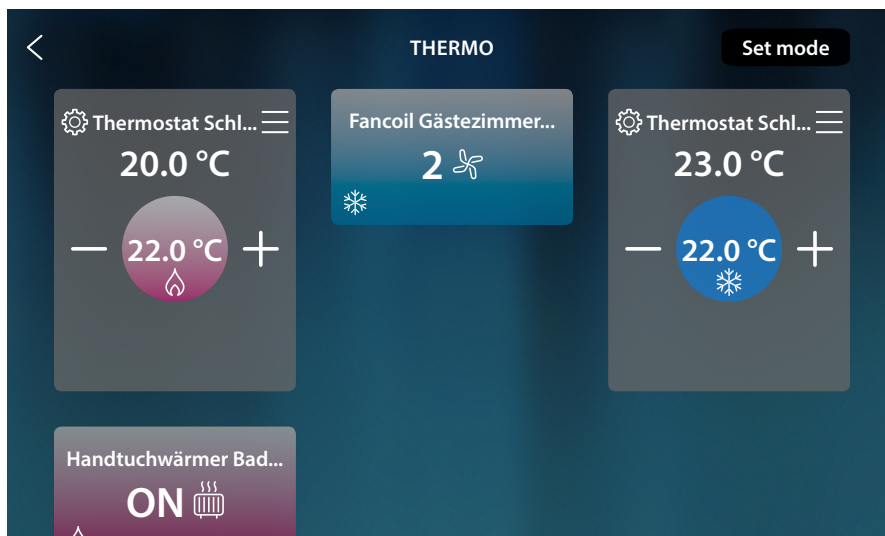 THERMO
Set mode
Thermostat Schl...
20.0 °C
22.0 °C
Fancoil Gästezimmer...
2
Thermostat Schl...
23.0 °C
22.0 °C
Handtuchwärmer Bad...
ON